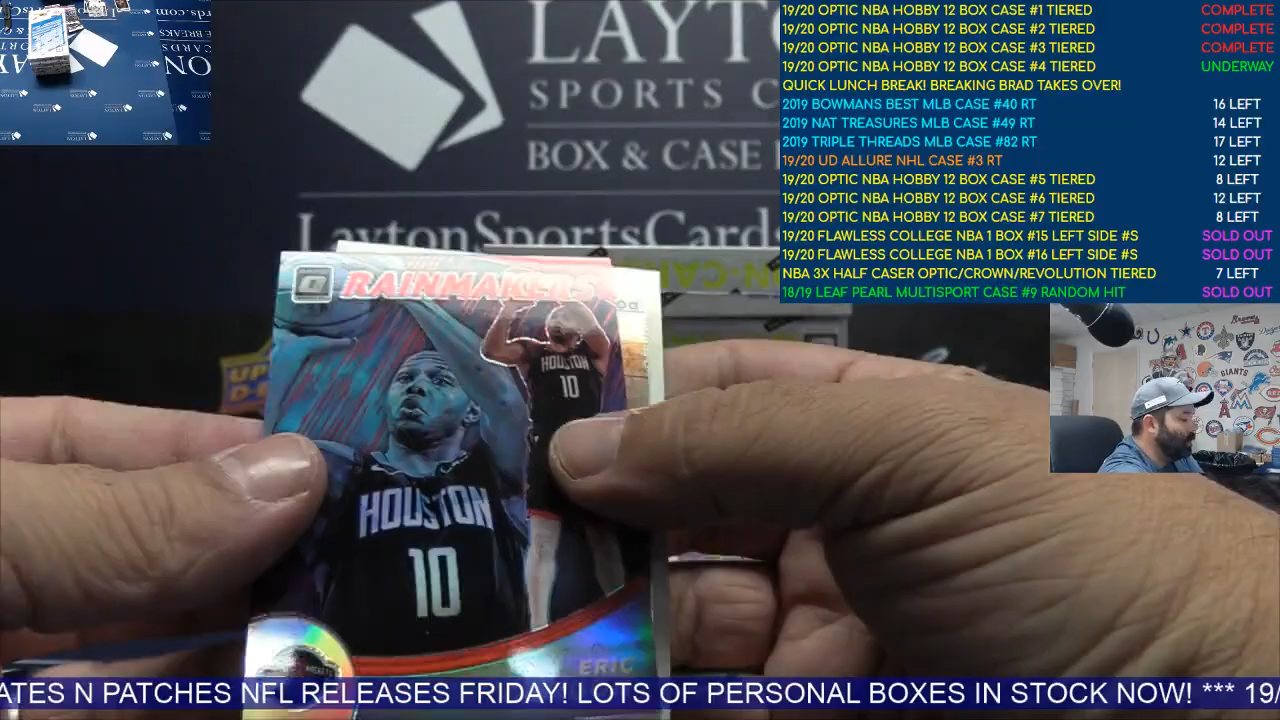 LAYTO
SPORTS C
BOX & CASE
LaytonSportsCards
RAINMAKERS
HOUSTON
10
HOUSTON
10
ERIC
19/20 OPTIC NBA HOBBY 12 BOX CASE #1 TIERED COMPLETE
19/20 OPTIC NBA HOBBY 12 BOX CASE #2 TIERED COMPLETE
19/20 OPTIC NBA HOBBY 12 BOX CASE #3 TIERED COMPLETE
19/20 OPTIC NBA HOBBY 12 BOX CASE #4 TIERED UNDERWAY
QUICK LUNCH BREAK! BREAKING BRAD TAKES OVER!
2019 BOWMANS BEST MLB CASE #40 RT 16 LEFT
2019 NAT TREASURES MLB CASE #49 RT 14 LEFT
2019 TRIPLE THREADS MLB CASE #82 RT 17 LEFT
19/20 UD ALLURE NHL CASE #3 RT 12 LEFT
19/20 OPTIC NBA HOBBY 12 BOX CASE #5 TIERED 8 LEFT
19/20 OPTIC NBA HOBBY 12 BOX CASE #6 TIERED 12 LEFT
19/20 OPTIC NBA HOBBY 12 BOX CASE #7 TIERED 8 LEFT
19/20 FLAWLESS COLLEGE NBA 1 BOX #15 LEFT SIDE #S SOLD OUT
19/20 FLAWLESS COLLEGE NBA 1 BOX #16 LEFT SIDE #S SOLD OUT
NBA 3X HALF CASER OPTIC/CROWN/REVOLUTION TIERED 7 LEFT
18/19 LEAF PEARL MULTISPORT CASE #9 RANDOM HIT SOLD OUT
GIANTS
ATES N PATCHES NFL RELEASES FRIDAY! LOTS OF PERSONAL BOXES IN STOCK NOW! *** 19/